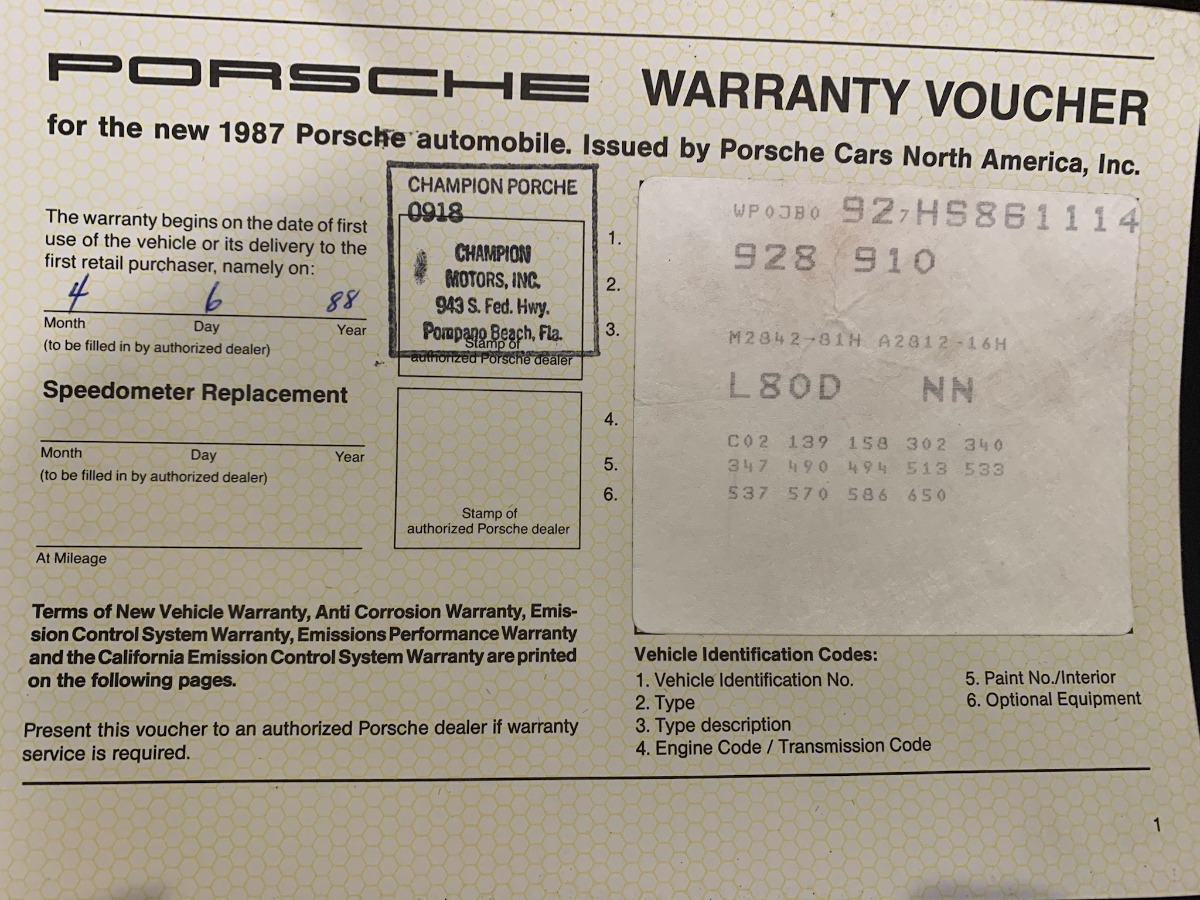 PORSCHE WARRANTY VOUCHER
for the new 1987 Porsche automobile. Issued by Porsche Cars North America, Inc.
The warranty begins on the date of first
use of the vehicle or its delivery to the
first retail purchaser, namely on:
4 6 88
Month Day Year
(to be filled in by authorized dealer)
Speedometer Replacement
Month Day Year
(to be filled in by authorized dealer)
At Mileage
CHAMPION PORCHE
0918
CHAMPION
MOTORS, INC.
943 S. Fed. Hwy.
Pompano Beach, Fla.
Stamp of
authorized Porsche dealer
Stamp of
authorized Porsche dealer
1.
2.
3.
4.
5.
6.
WP0JB0 927HS861114
928 910
M2842-81H A2812-16H
L80D NN
C02 139 158 302 340
347 490 494 513 533
537 570 586 650
Terms of New Vehicle Warranty, Anti Corrosion Warranty, Emis-
sion Control System Warranty, Emissions Performance Warranty
and the California Emission Control System Warranty are printed
on the following pages.
Present this voucher to an authorized Porsche dealer if warranty
service is required.
Vehicle Identification Codes:
1. Vehicle Identification No.
2. Type
3. Type description
4. Engine Code / Transmission Code
5. Paint No./Interior
6. Optional Equipment
1